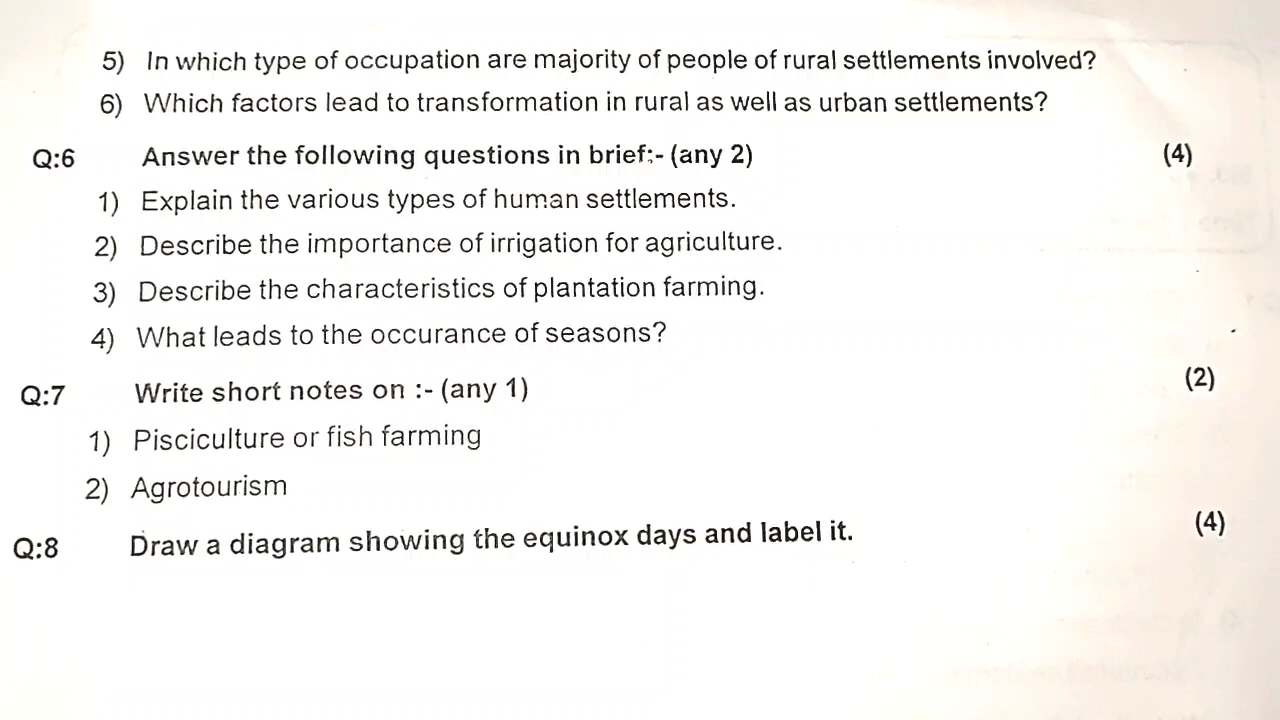 5) In which type of occupation are majority of people of rural settlements involved?
6) Which factors lead to transformation in rural as well as urban settlements?
Q:6 Answer the following questions in brief:- (any 2) (4)
1) Explain the various types of human settlements.
2) Describe the importance of irrigation for agriculture.
3) Describe the characteristics of plantation farming.
4) What leads to the occurance of seasons?
Q:7 Write short notes on :- (any 1) (2)
1) Pisciculture or fish farming
2) Agrotourism
Q:8 Draw a diagram showing the equinox days and label it. (4)